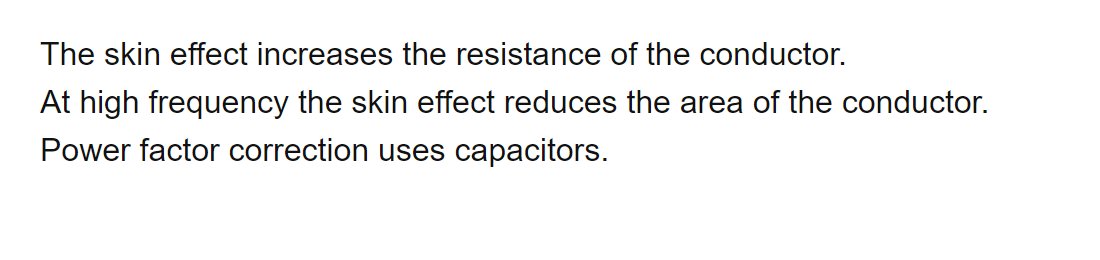 The skin effect increases the resistance of the conductor.
At high frequency the skin effect reduces the area of the conductor.
Power factor correction uses capacitors.